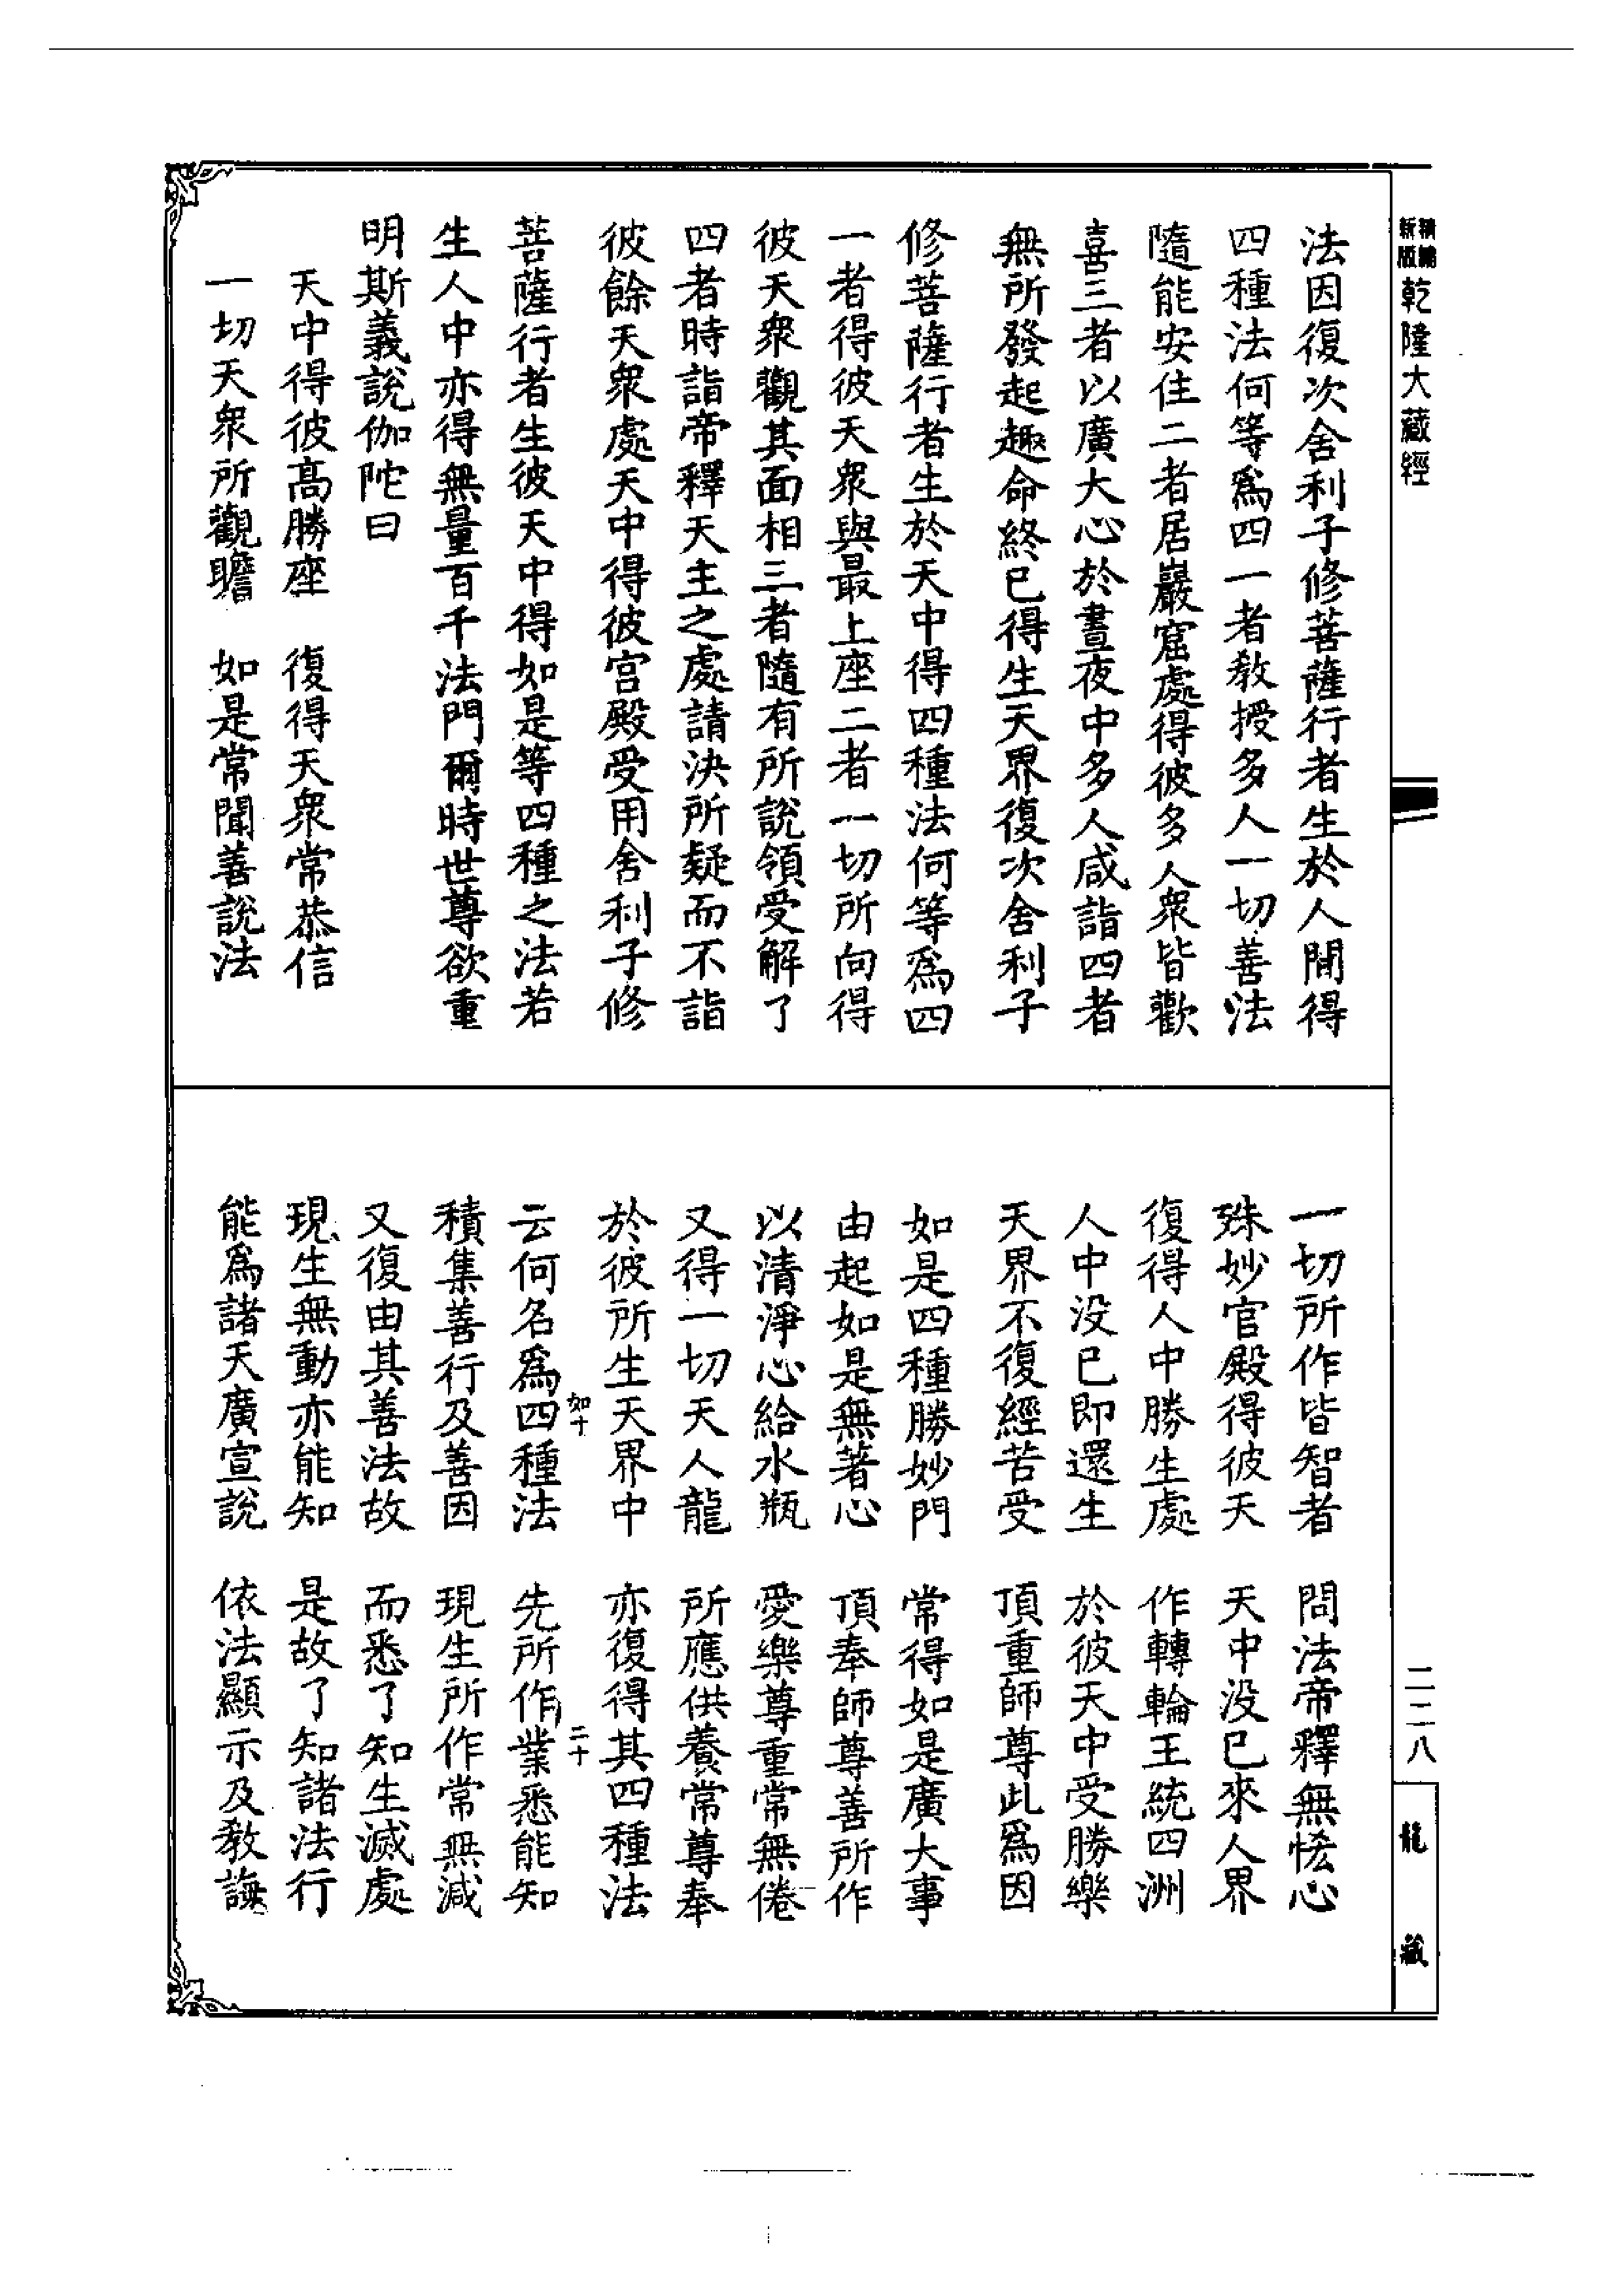 新版
精編
乾隆大藏經
法因復次舍利子修菩薩行者生於人間得
四種法何等爲四一者教授多人一切善法
隨能安住二者居巖窟處得彼多人衆皆歡
喜三者以廣大心於晝夜中多人咸詣四者
無所發起趣命終已得生天界復次舍利子
修菩薩行者生於天中得四種法何等爲四
一者得彼天衆與最上座二者一切所向得
彼天衆觀其面相三者隨有所說領受解了
四者時詣帝釋天主之處請決所疑而不詣
彼餘天衆處天中得彼宮殿受用舍利子修
菩薩行者生彼天中得如是等四種之法若
生人中亦得無量百千法門爾時世尊欲重
明斯義說伽陀曰
天中得彼高勝座　復得天衆常恭信
一切天衆所觀瞻　如是常聞善說法
一切所作皆智者　問法帝釋無悋心
殊妙宮殿得彼天　天中没已來人界
復得人中勝生處　作轉輪王統四洲
人中没已即還生　於彼天中受勝樂
天界不復經苦受　頂重師尊此爲因
如是四種勝妙門　常得如是廣大事
由起如是無著心　頂奉師尊善所作
以清淨心給水瓶　愛樂尊重常無倦
又得一切天人龍　所應供養常尊奉
於彼所生天界中　亦復得其四種法
云何名爲四種法　先所作業悉能知
如十
二十
積集善行及善因　現生所作常無減
又復由其善法故　而悉了知生滅處
現生無動亦能知　是故了知諸法行
能爲諸天廣宣說　依法顯示及教誨
二二八
龍藏